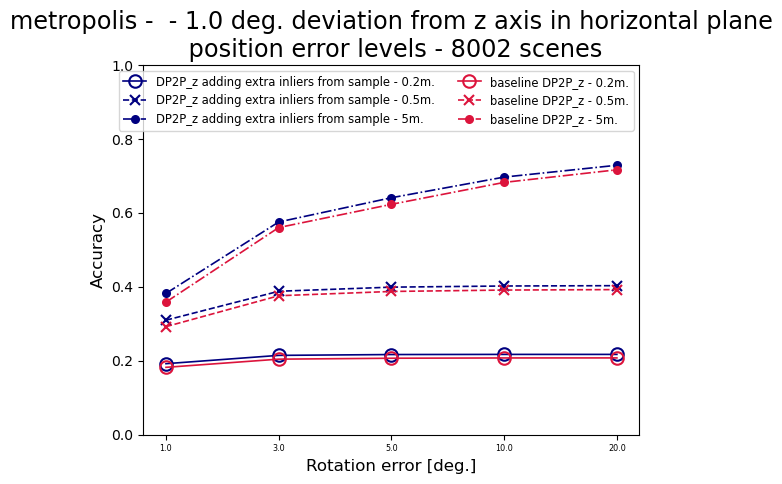 metropolis -  - 1.0 deg. deviation from z axis in horizontal plane
position error levels - 8002 scenes
DP2P_z adding extra inliers from sample - 0.2m.
DP2P_z adding extra inliers from sample - 0.5m.
DP2P_z adding extra inliers from sample - 5m.
baseline DP2P_z - 0.2m.
baseline DP2P_z - 0.5m.
baseline DP2P_z - 5m.
Accuracy
1.0
0.8
0.6
0.4
0.2
0.0
1.0
3.0
5.0
10.0
20.0
Rotation error [deg.]